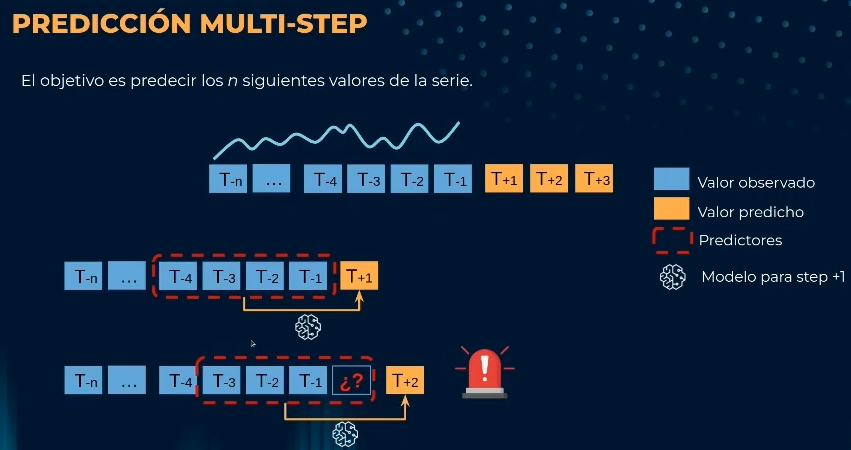 PREDICCIÓN MULTI-STEP
El objetivo es predecir los n siguientes valores de la serie.
T-n ... T-4 T-3 T-2 T-1 T+1 T+2 T+3
Valor observado
Valor predicho
Predictores
Modelo para step +1
T-n ... T-4 T-3 T-2 T-1 T+1
T-n ... T-4 T-3 T-2 T-1 ¿? T+2